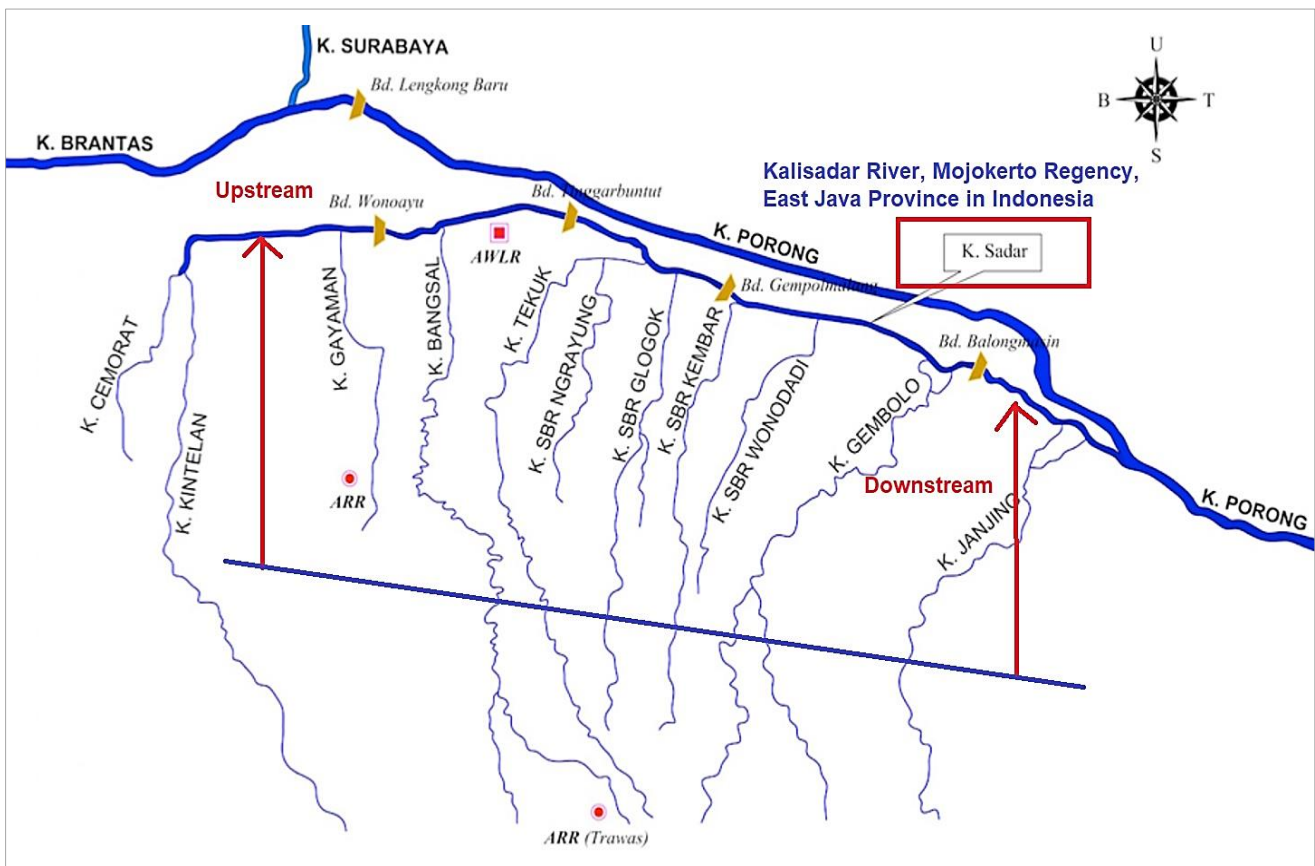 K. SURABAYA
Bd. Lengkong Baru
U
B
T
S
K. BRANTAS
Kalisadar River, Mojokerto Regency,
East Java Province in Indonesia
Upstream
Bd. Wonoayu
Bd. Tinggarbuntut
K. PORONG
K. Sadar
AWLR
Bd. Gempolmalang
K. CEMORAT
K. KINTELAN
K. GAYAMAN
K. BANGSAL
K. TEKUK
K. SBR NGRAYUNG
K. SBR GLOGOK
K. SBR KEMBAR
K. SBR WONODADI
K. GEMBOLO
Bd. Balongmasin
ARR
Downstream
K. JANJING
K. PORONG
ARR (Trawas)